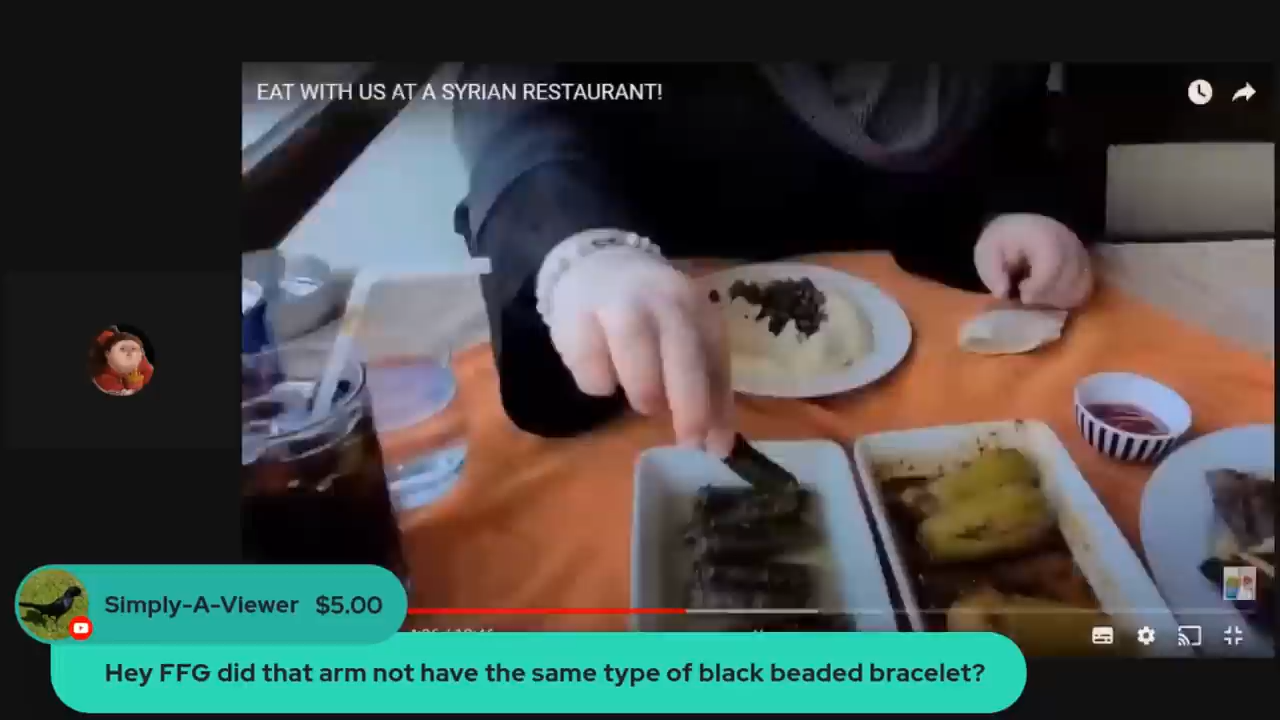 EAT WITH US AT A SYRIAN RESTAURANT!
Simply-A-Viewer $5.00
Hey FFG did that arm not have the same type of black beaded bracelet?